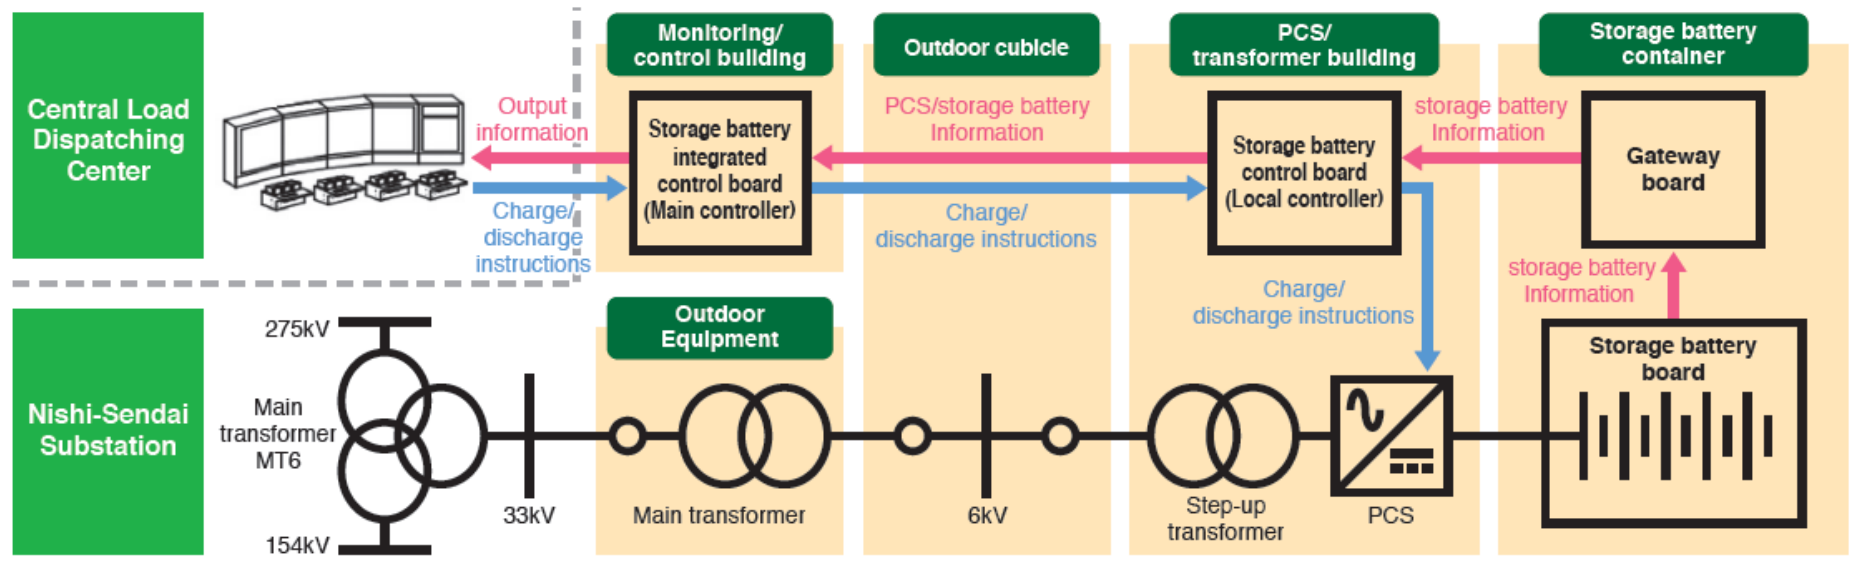 Central Load
Dispatching
Center
Output
information
Charge/
discharge
instructions
Monitoring/
control building
Storage battery
integrated
control board
(Main controller)
Outdoor cubicle
PCS/storage battery
Information
Charge/
discharge instructions
PCS/
transformer building
Storage battery
control board
(Local controller)
Charge/
discharge instructions
Storage battery
container
storage battery
Information
Gateway
board
storage battery
Information
Storage battery
board
Nishi-Sendai
Substation
275kV
Main
transformer
MT6
154kV
33kV
Outdoor
Equipment
Main transformer
6kV
Step-up
transformer
PCS